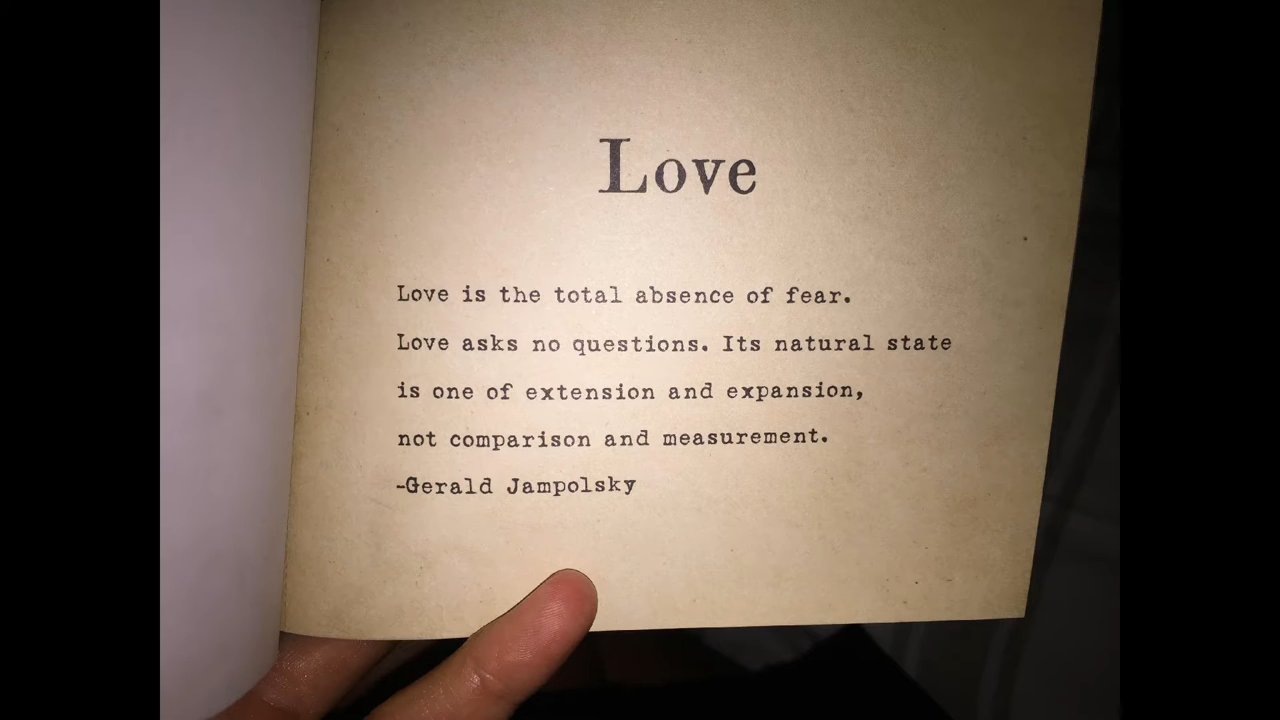 Love
Love is the total absence of fear.
Love asks no questions. Its natural state
is one of extension and expansion,
not comparison and measurement.
-Gerald Jampolsky